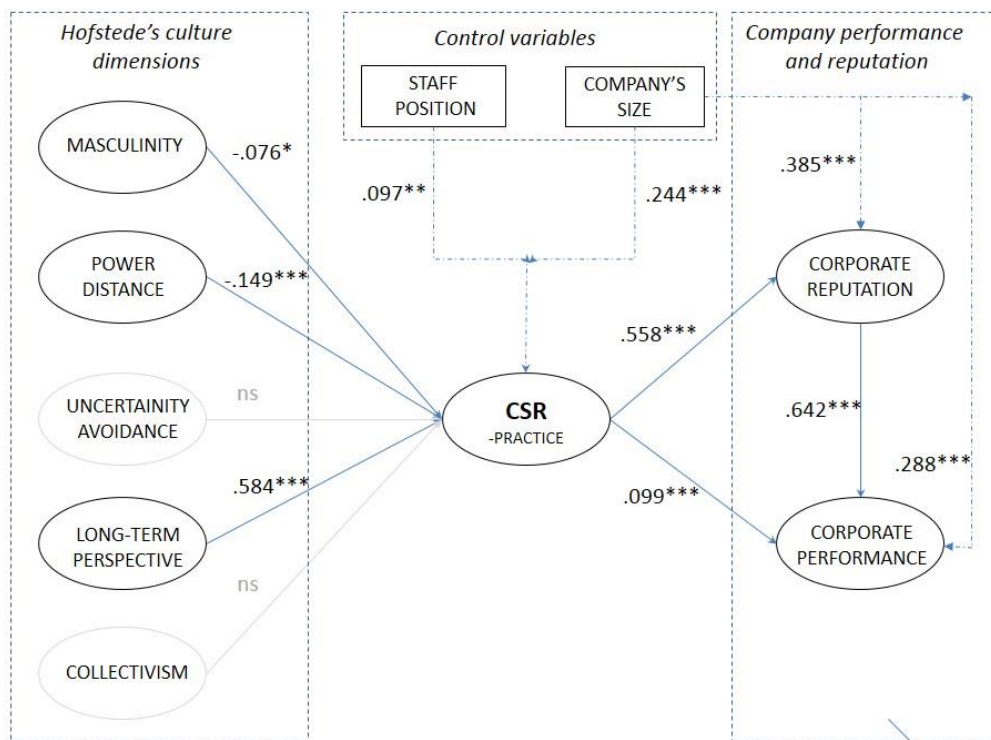 Hofstede's culture
dimensions
MASCULINITY
-.076*
POWER
DISTANCE
-.149***
UNCERTAINITY
AVOIDANCE
ns
LONG-TERM
PERSPECTIVE
.584***
COLLECTIVISM
ns
Control variables
STAFF
POSITION
COMPANY'S
SIZE
.097**
.244***
CSR
-PRACTICE
.558***
.099***
Company performance
and reputation
.385***
CORPORATE
REPUTATION
.642***
.288***
CORPORATE
PERFORMANCE